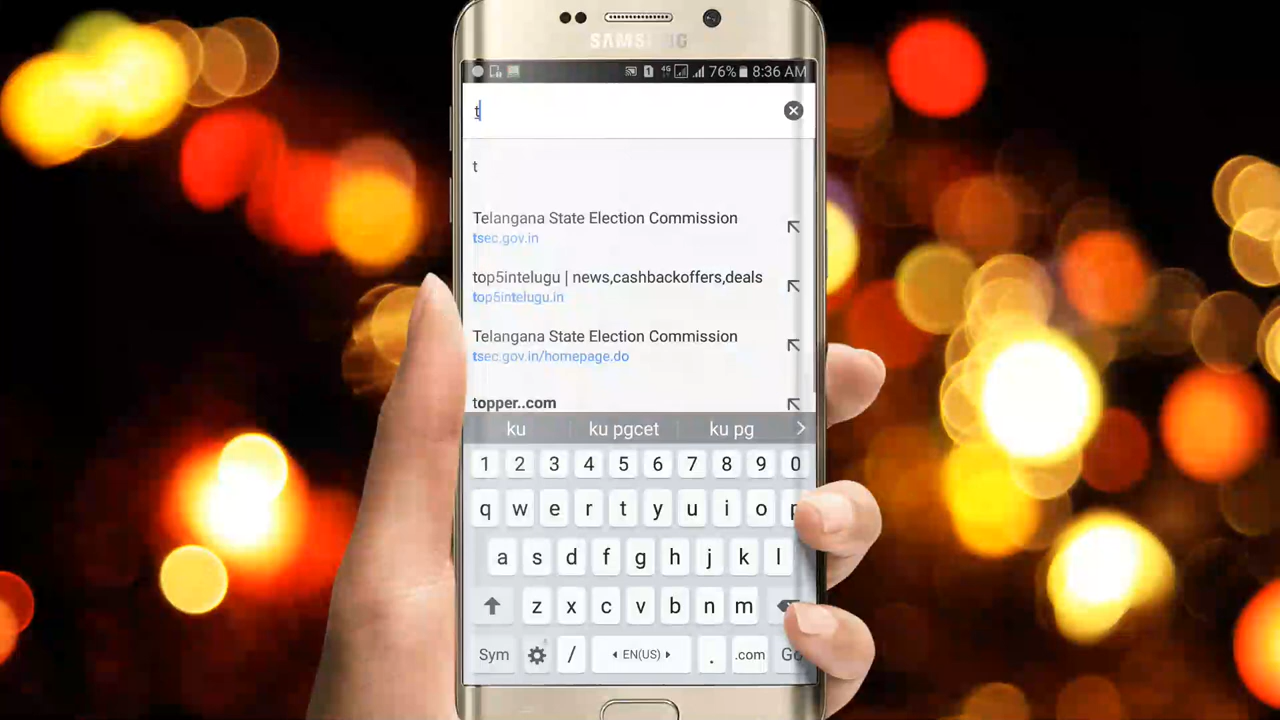 SAMSUNG
4G 1 76% 8:36 AM
t
t
Telangana State Election Commission
tsec.gov.in
top5intelugu | news,cashbackoffers,deals
top5intelugu.in
Telangana State Election Commission
tsec.gov.in/homepage.do
topper..com
ku ku pgcet ku pg
1 2 3 4 5 6 7 8 9 0
q w e r t y u i o p
a s d f g h j k l
z x c v b n m
Sym / EN(US) . .com Go